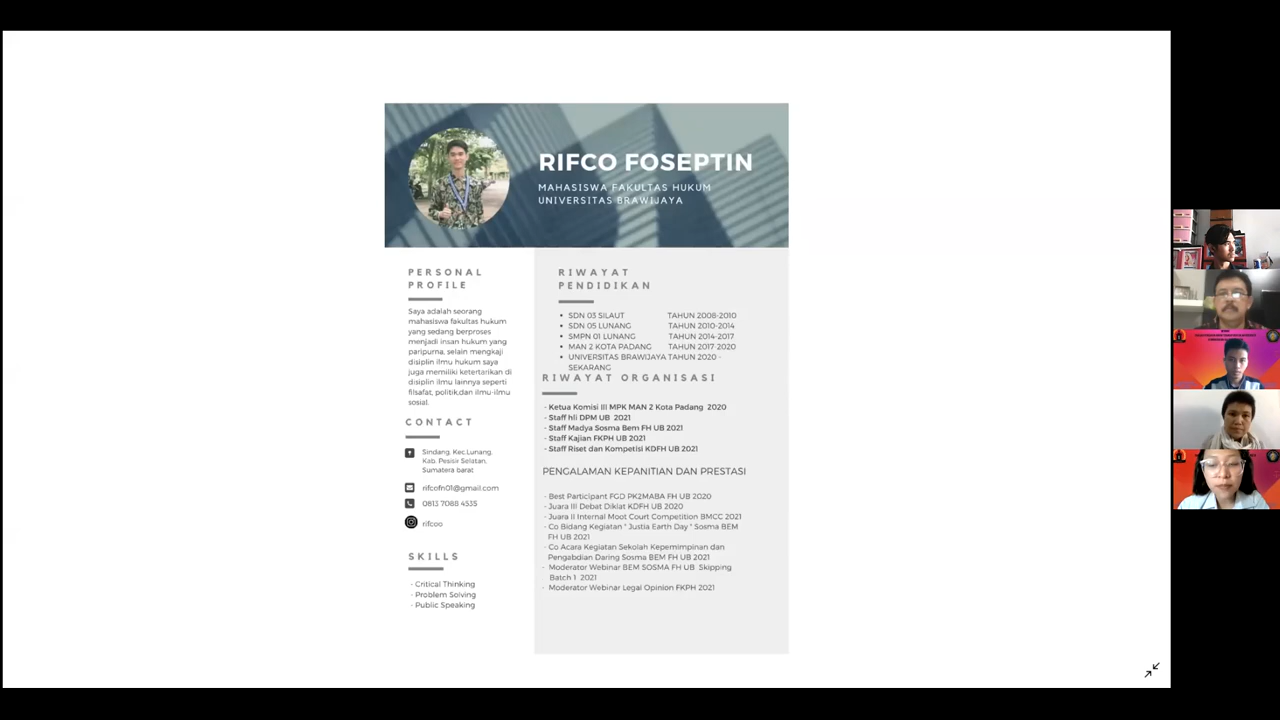 RIFCO FOSEPTIN
MAHASISWA FAKULTAS HUKUM
UNIVERSITAS BRAWIJAYA
PERSONAL
PROFILE
Saya adalah seorang
mahasiswa fakultas hukum
yang sedang berproses
menjadi insan hukum yang
paripurna, selain mengkaji
disiplin ilmu hukum saya
juga memiliki ketertarikan di
disiplin ilmu lainnya seperti
filsafat, politik,dan ilmu-ilmu
sosial.
CONTACT
Sindang, Kec.Lunang,
Kab. Pesisir Selatan,
Sumatera barat
rifcofn01@gmail.com
0813 7088 4535
rifcoo
SKILLS
- Critical Thinking
- Problem Solving
- Public Speaking
RIWAYAT
PENDIDIKAN
• SDN 03 SILAUT TAHUN 2008-2010
• SDN 05 LUNANG TAHUN 2010-2014
• SMPN 01 LUNANG TAHUN 2014-2017
• MAN 2 KOTA PADANG TAHUN 2017-2020
• UNIVERSITAS BRAWIJAYA TAHUN 2020 -
SEKARANG
RIWAYAT ORGANISASI
- Ketua Komisi III MPK MAN 2 Kota Padang 2020
- Staff hli DPM UB 2021
- Staff Madya Sosma Bem FH UB 2021
- Staff Kajian FKPH UB 2021
- Staff Riset dan Kompetisi KDFH UB 2021
PENGALAMAN KEPANITIAN DAN PRESTASI
- Best Participant FGD PK2MABA FH UB 2020
- Juara III Debat Diklat KDFH UB 2020
- Juara II Internal Moot Court Competition BMCC 2021
- Co Bidang Kegiatan " Justia Earth Day " Sosma BEM
FH UB 2021
- Co Acara Kegiatan Sekolah Kepemimpinan dan
Pengabdian Daring Sosma BEM FH UB 2021
- Moderator Webinar BEM SOSMA FH UB Skipping
Batch 1 2021
- Moderator Webinar Legal Opinion FKPH 2021